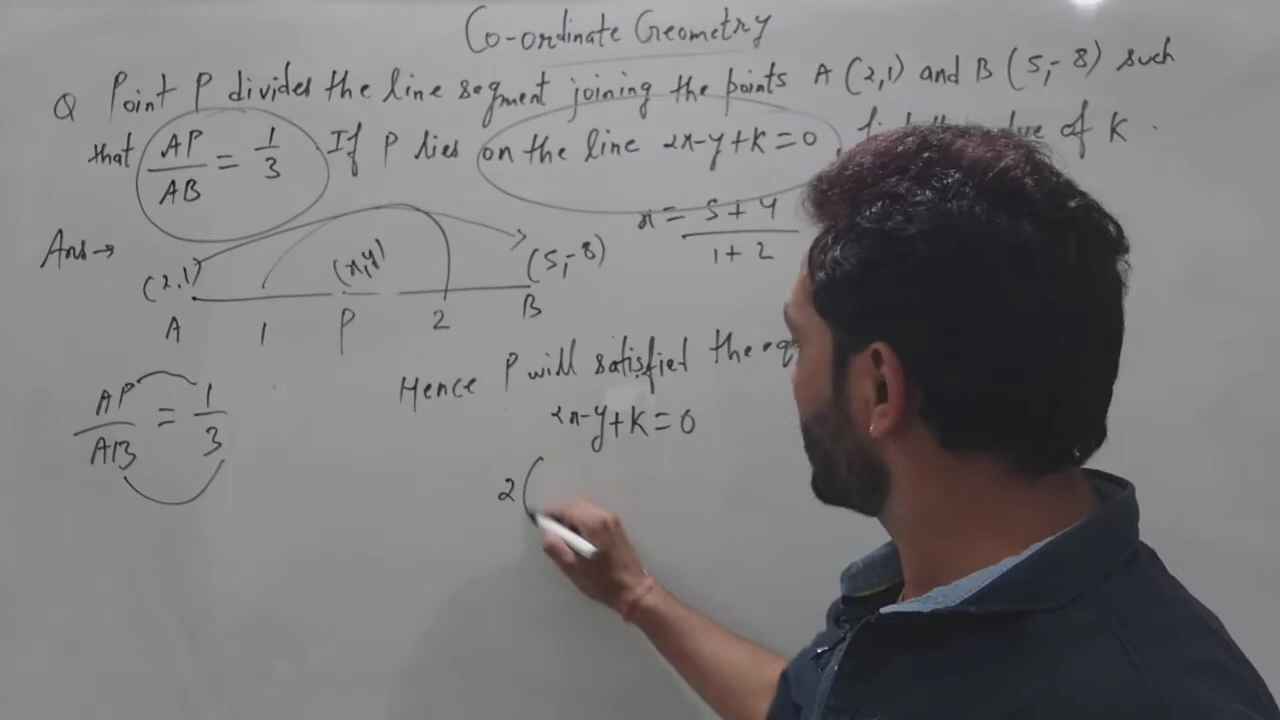 Co-ordinate Geometry
Q Point P divides the line segment joining the points A (2,1) and B (5,-8) such
that AP/AB = 1/3 If P lies on the line 2x-y+k=0, of K.
x = 5+4/1+2
Ans→
(2,1) (x,y) (5,-8)
A 1 P 2 B
AP/AB = 1/3
Hence P will satisfied the eq
2x-y+k=0
2(